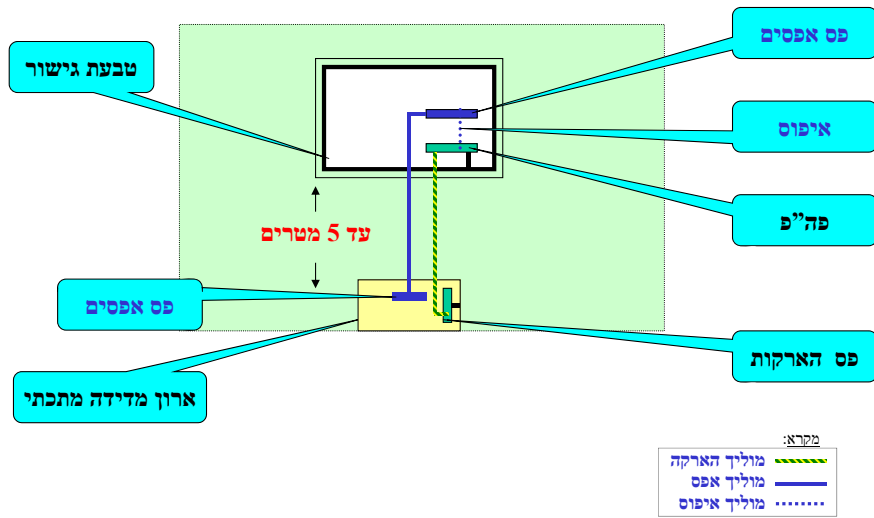 פס אפסים
טבעת גישור
איפוס
פה"פ
עד 5 מטרים
פס אפסים
פס הארקות
ארון מדידה מתכתי
מקרא:
מוליך הארקה
מוליך אפס
מוליך איפוס